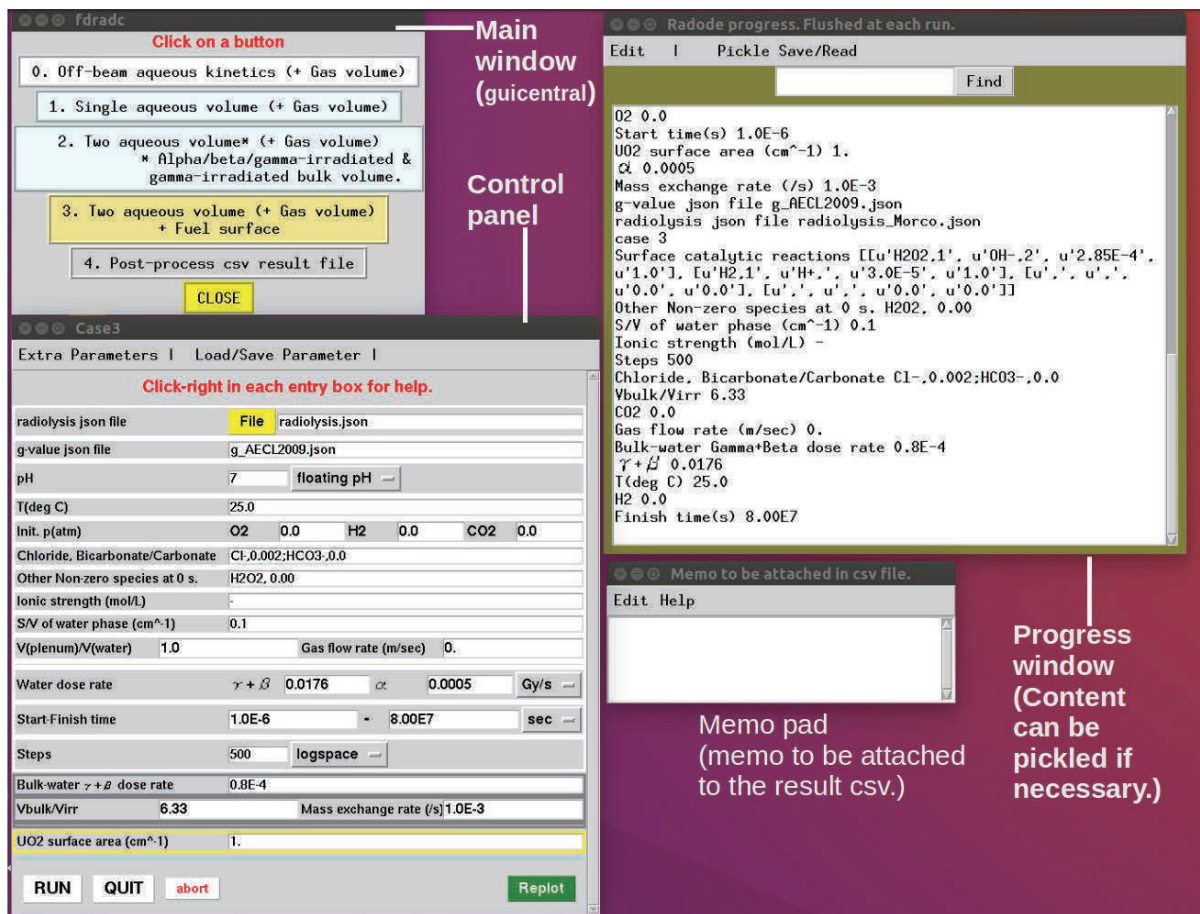 fdradc
Click on a button
0. Off-beam aqueous kinetics (+ Gas volume)
1. Single aqueous volume (+ Gas volume)
2. Two aqueous volume* (+ Gas volume)
* Alpha/beta/gamma-irradiated &
gamma-irradiated bulk volume.
3. Two aqueous volume (+ Gas volume)
+ Fuel surface
4. Post-process csv result file
CLOSE
Main
window
(guicentral)
Control
panel
Case3
Extra Parameters | Load/Save Parameter |
Click-right in each entry box for help.
radiolysis json file File radiolysis.json
g-value json file g_AECL2009.json
pH 7 floating pH
T(deg C) 25.0
Init. p(atm) O2 0.0 H2 0.0 CO2 0.0
Chloride, Bicarbonate/Carbonate Cl-,0.002;HCO3-,0.0
Other Non-zero species at 0 s. H2O2, 0.00
Ionic strength (mol/L) -
S/V of water phase (cm^-1) 0.1
V(plenum)/V(water) 1.0 Gas flow rate (m/sec) 0.
Water dose rate γ + β 0.0176 α 0.0005 Gy/s
Start-Finish time 1.0E-6 - 8.00E7 sec
Steps 500 logspace
Bulk-water γ + β dose rate 0.8E-4
Vbulk/Virr 6.33 Mass exchange rate (/s) 1.0E-3
UO2 surface area (cm^-1) 1.
RUN QUIT abort Replot
Radode progress. Flushed at each run.
Edit | Pickle Save/Read
Find
O2 0.0
Start time(s) 1.0E-6
UO2 surface area (cm^-1) 1.
α 0.0005
Mass exchange rate (/s) 1.0E-3
g-value json file g_AECL2009.json
radiolysis json file radiolysis_Morco.json
case 3
Surface catalytic reactions [[u'H2O2,1', u'OH-,2', u'2.85E-4',
u'1.0'], [u'H2,1', u'H+,', u'3.0E-5', u'1.0'], [u',', u',',
u'0.0', u'0.0'], [u',', u',', u'0.0', u'0.0']]
Other Non-zero species at 0 s. H2O2, 0.00
S/V of water phase (cm^-1) 0.1
Ionic strength (mol/L) -
Steps 500
Chloride, Bicarbonate/Carbonate Cl-,0.002;HCO3-,0.0
Vbulk/Virr 6.33
CO2 0.0
Gas flow rate (m/sec) 0.
Bulk-water Gamma+Beta dose rate 0.8E-4
γ + β 0.0176
T(deg C) 25.0
H2 0.0
Finish time(s) 8.00E7
Memo to be attached in csv file.
Edit Help
Memo pad
(memo to be attached
to the result csv.)
Progress
window
(Content
can be
pickled if
necessary.)